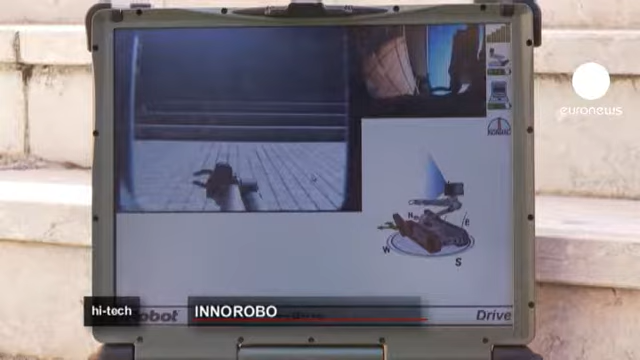 euronews
N
E
W
S
hi-tech
INNOROBO
obot
Drive